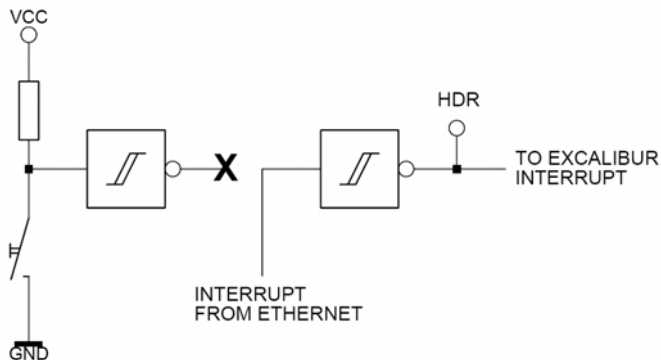 VCC
HDR
TO EXCALIBUR
INTERRUPT
X
INTERRUPT
FROM ETHERNET
GND